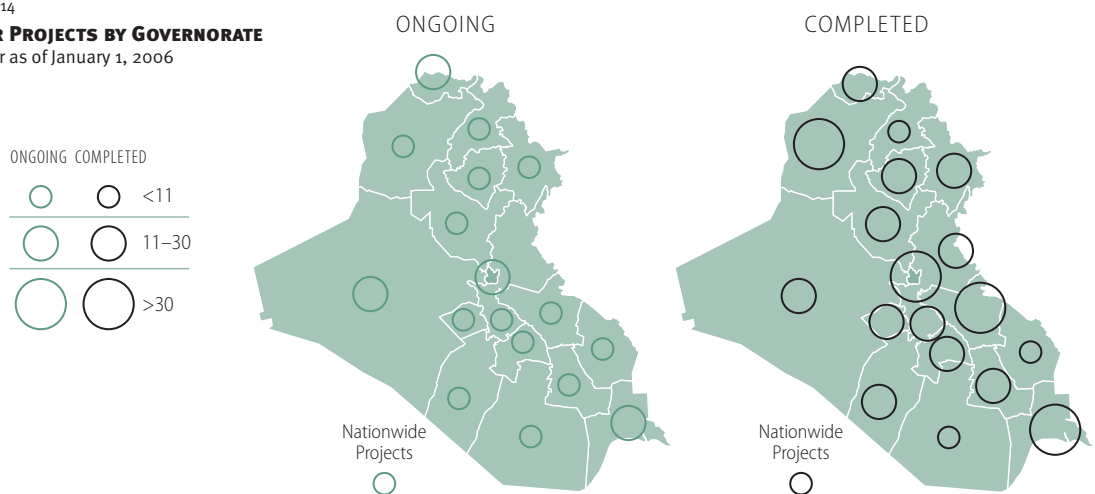 14
PROJECTS BY GOVERNORATE
as of January 1, 2006
ONGOING
COMPLETED
ONGOING COMPLETED
<11
11–30
>30
Nationwide
Projects
Nationwide
Projects